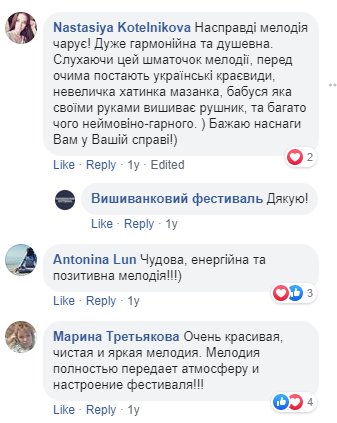 Nastasiya Kotelnikova Насправді мелодія
чарує! Дуже гармонійна та душевна.
Слухаючи цей шматочок мелодії, перед
очима постають українські краєвиди,
невеличка хатинка мазанка, бабуся яка
своїми руками вишиває рушник, та багато
чого неймовіно-гарного. ) Бажаю наснаги
Вам у Вашій справі!)
2
Like · Reply · 1y · Edited
Вишиванковий фестиваль Дякую!
Like · Reply · 1y
Antonina Lun Чудова, енергійна та
позитивна мелодія!!!)
3
Like · Reply · 1y
Марина Третьякова Очень красивая,
чистая и яркая мелодия. Мелодия
полностью передает атмосферу и
настроение фестиваля!!!
4
Like · Reply · 1y